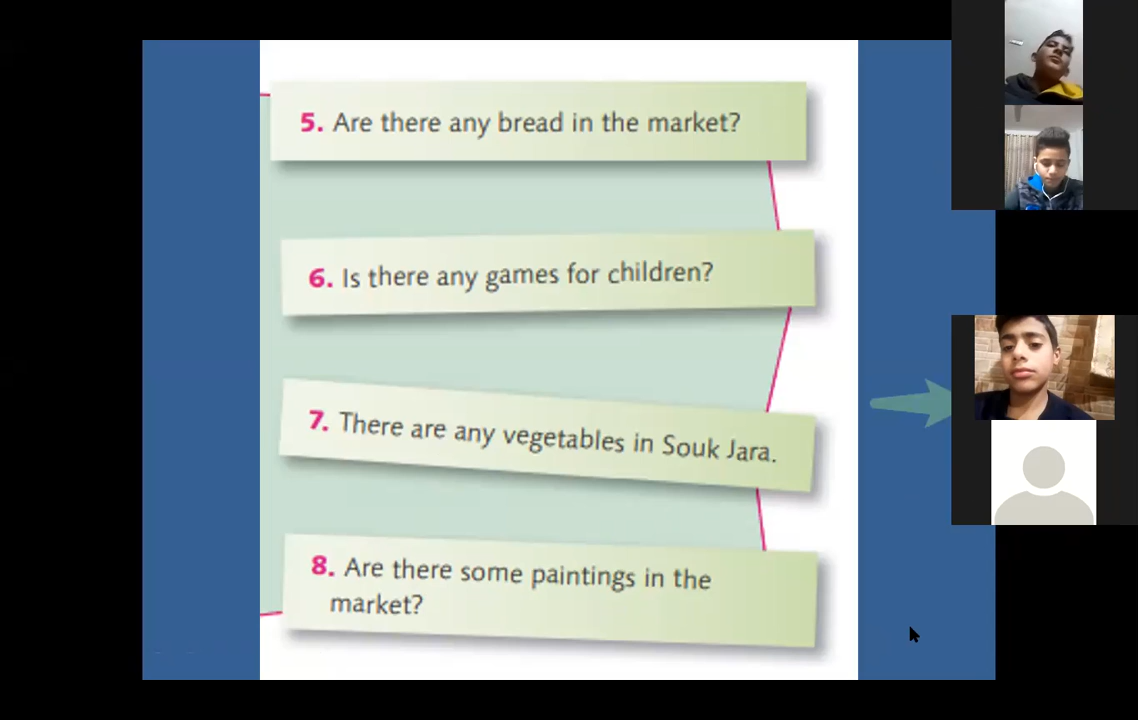 5. Are there any bread in the market?
6. Is there any games for children?
7. There are any vegetables in Souk Jara.
8. Are there some paintings in the
market?